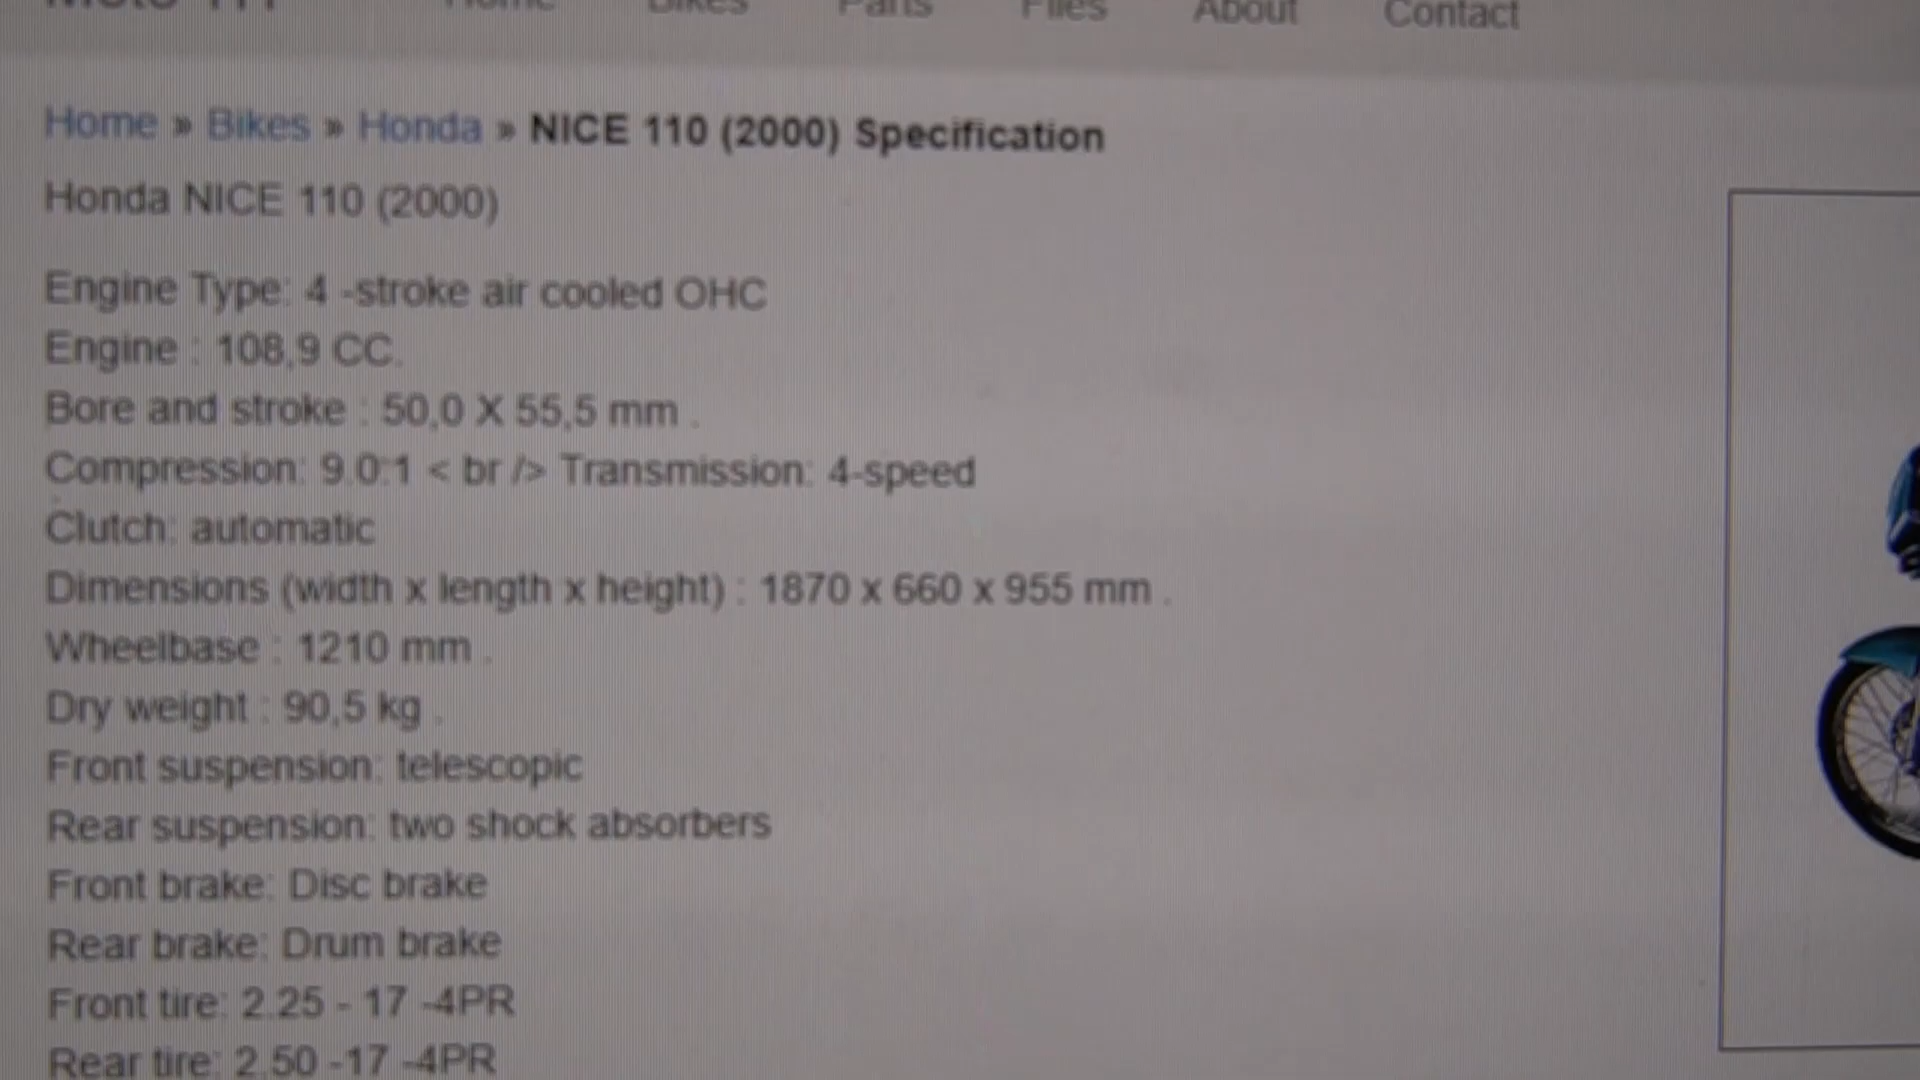 Home Bikes Parts Files About Contact
Home » Bikes » Honda » NICE 110 (2000) Specification
Honda NICE 110 (2000)
Engine Type: 4 -stroke air cooled OHC
Engine : 108,9 CC.
Bore and stroke : 50,0 X 55,5 mm .
Compression: 9.0:1 < br /> Transmission: 4-speed
Clutch: automatic
Dimensions (width x length x height) : 1870 x 660 x 955 mm .
Wheelbase : 1210 mm .
Dry weight : 90,5 kg .
Front suspension: telescopic
Rear suspension: two shock absorbers
Front brake: Disc brake
Rear brake: Drum brake
Front tire: 2.25 - 17 -4PR
Rear tire: 2.50 -17 -4PR